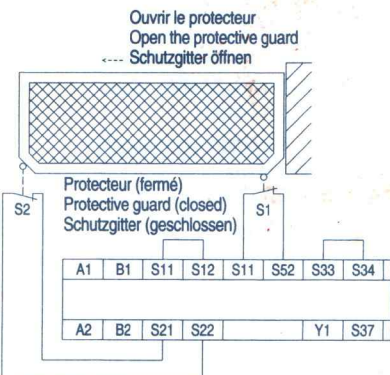 Ouvrir le protecteur
Open the protective guard
<--- Schutzgitter öffnen
Protecteur (fermé)
Protective guard (closed)
Schutzgitter (geschlossen)
S2
S1
A1 B1 S11 S12 S11 S52 S33 S34
A2 B2 S21 S22 Y1 S37